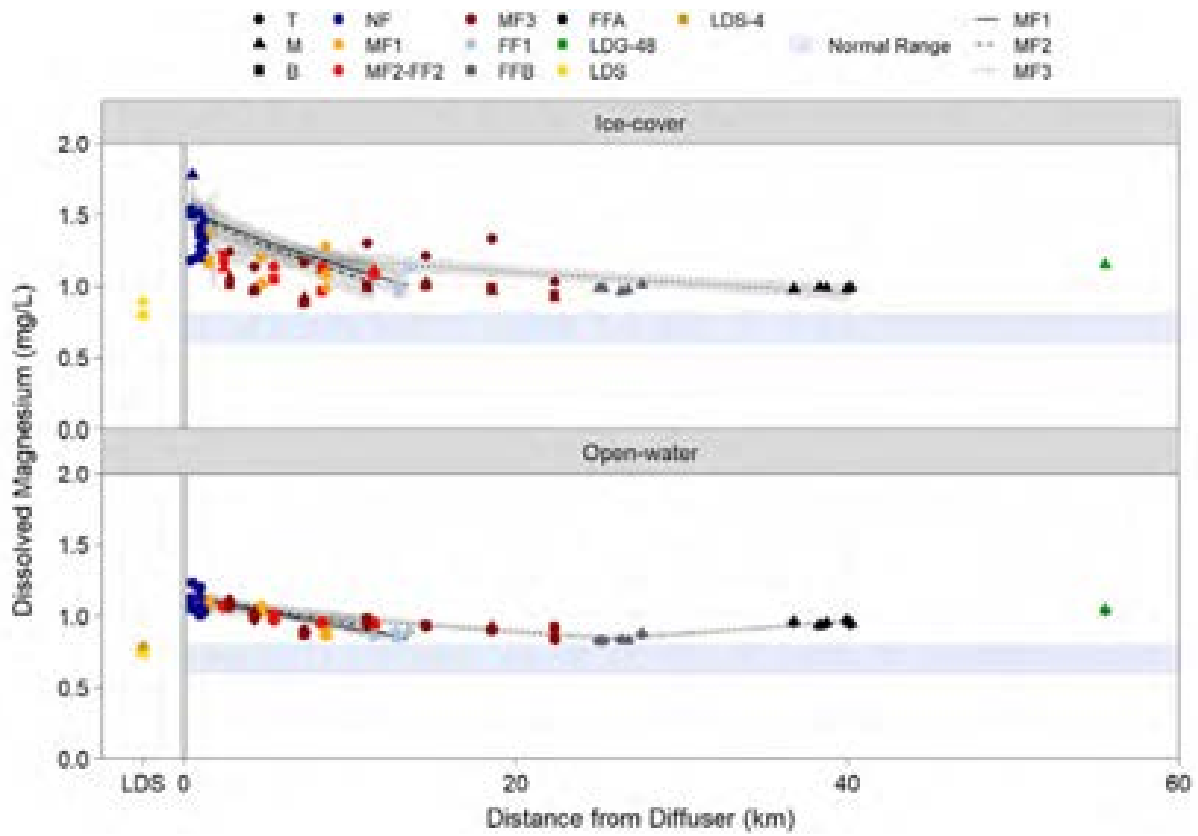 T NF MF3 FFA LDS-4 MF1
M MF1 FF1 LDG-48 Normal Range MF2
B MF2-FF2 FFB LDS MF3
Ice-cover
2.0
1.5
1.0
0.5
0.0
Open-water
2.0
1.5
1.0
0.5
0.0
Dissolved Magnesium (mg/L)
LDS 0 20 40 60
Distance from Diffuser (km)